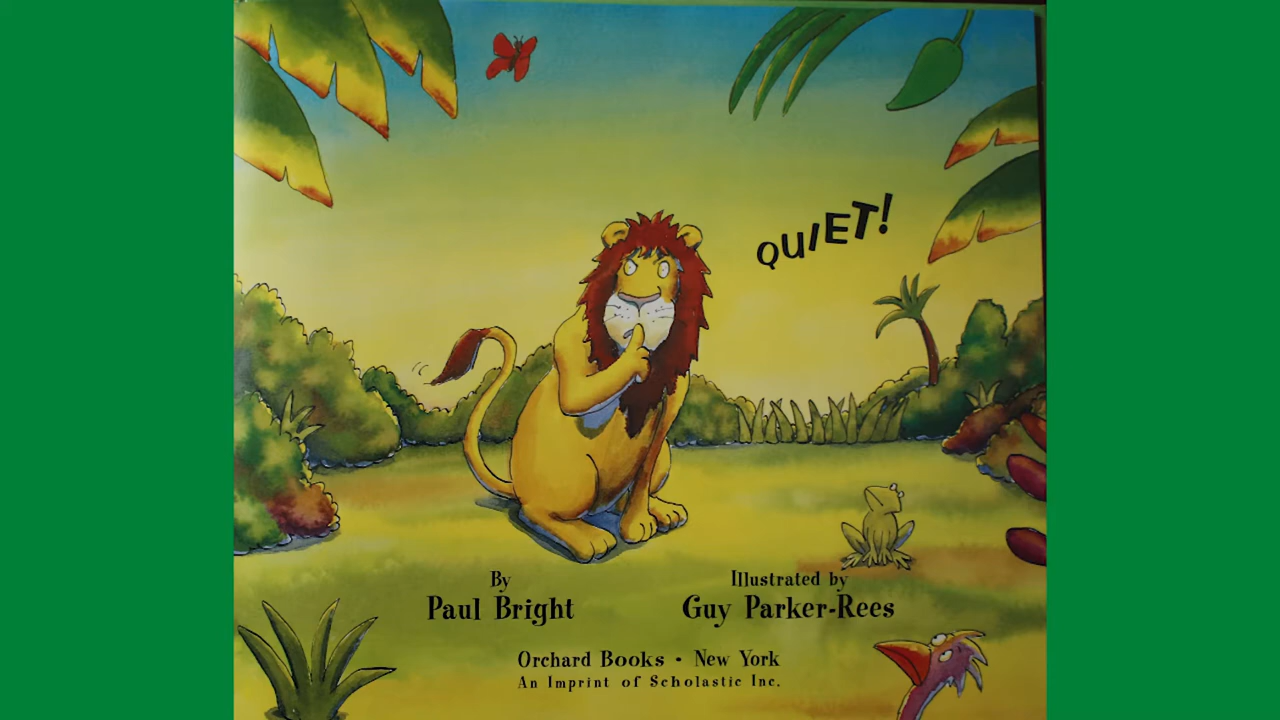 QUIET!
By
Paul Bright
Illustrated by
Guy Parker-Rees
Orchard Books • New York
An Imprint of Scholastic Inc.